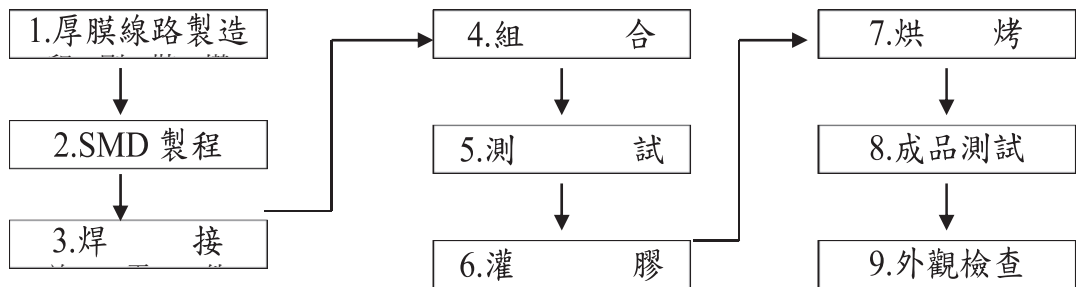 1.厚膜線路製造
2.SMD 製程
3.焊 接
4.組 合
5.測 試
6.灌 膠
7.烘 烤
8.成品測試
9.外觀檢查